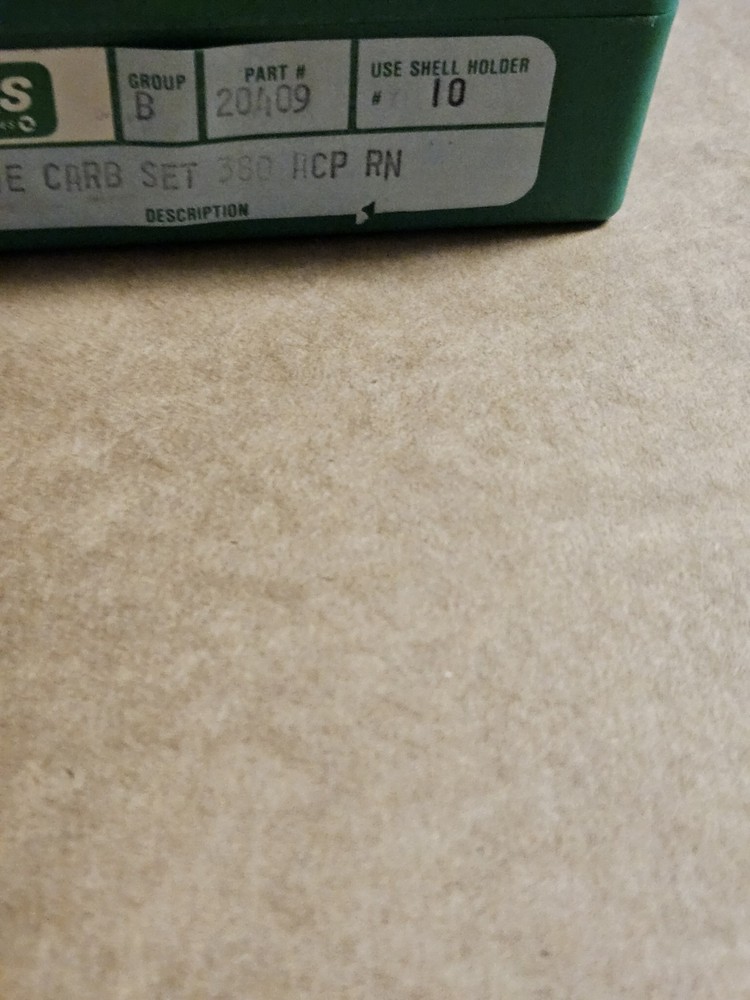 S
GROUP PART # USE SHELL HOLDER
B 20409 # 10
CARB SET 380 ACP RN
DESCRIPTION